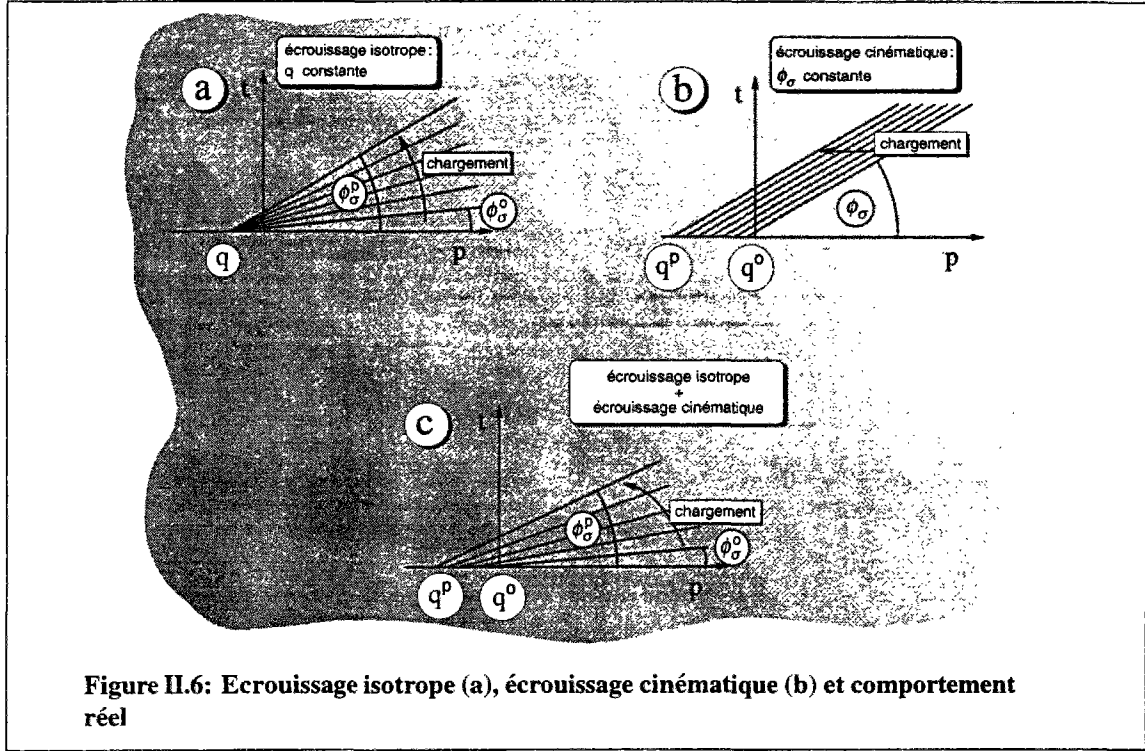 écrouissage isotrope:
q constante
a
t
chargement
ϕσᵖ
ϕσᵒ
q
p
écrouissage cinématique:
ϕσ constante
b
t
chargement
ϕσ
qᵖ
qᵒ
p
écrouissage isotrope
+
écrouissage cinématique
c
t
chargement
ϕσᵖ
ϕσᵒ
qᵖ
qᵒ
p
Figure II.6: Ecrouissage isotrope (a), écrouissage cinématique (b) et comportement
réel